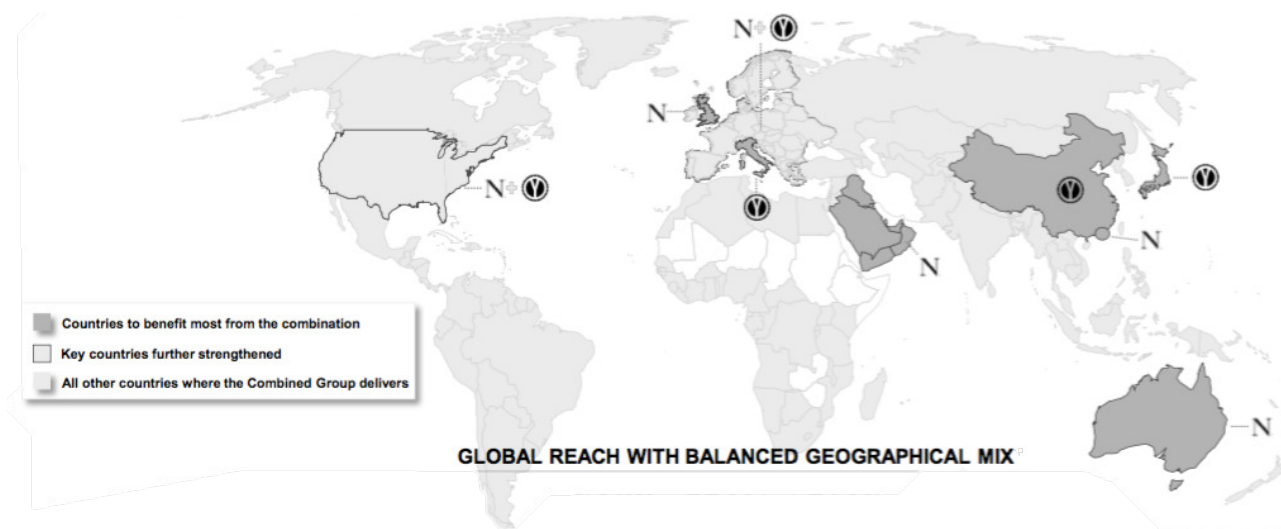 N+ Y
N
N+ Y
Y
Y
Y
N
N
N
Countries to benefit most from the combination
Key countries further strengthened
All other countries where the Combined Group delivers
GLOBAL REACH WITH BALANCED GEOGRAPHICAL MIX